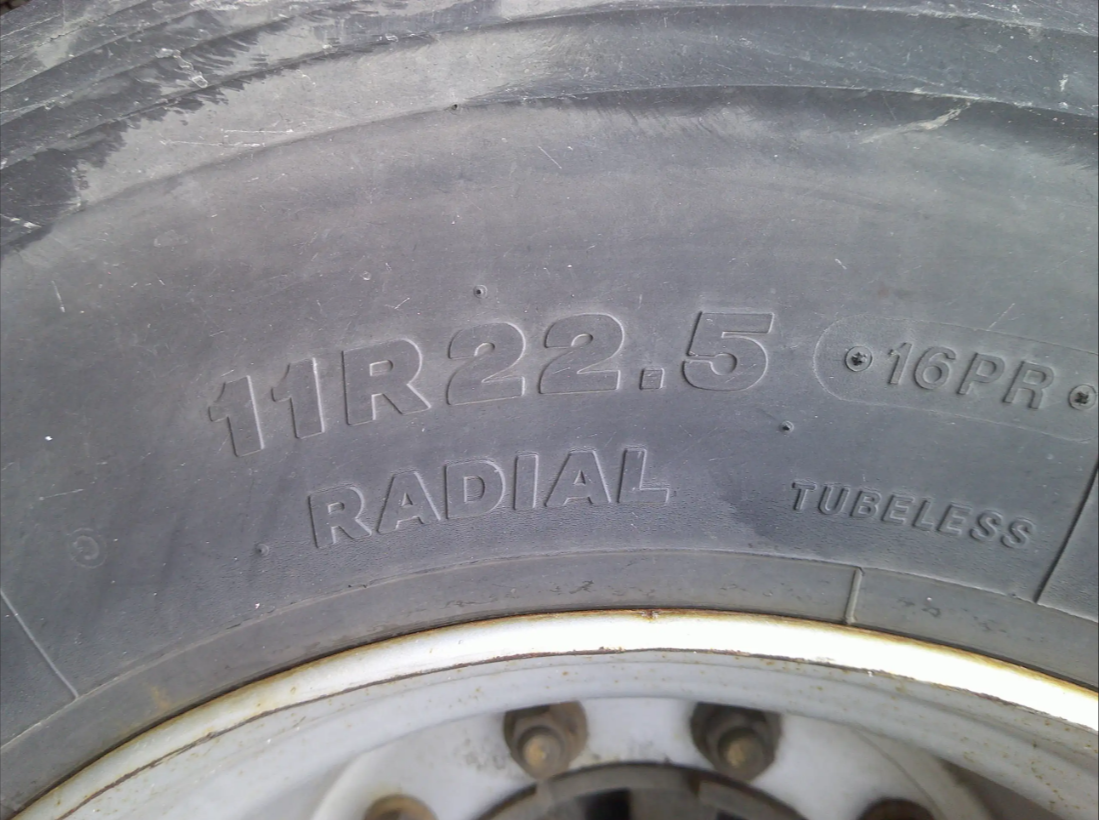 11R22.5 16PR
RADIAL TUBELESS
G